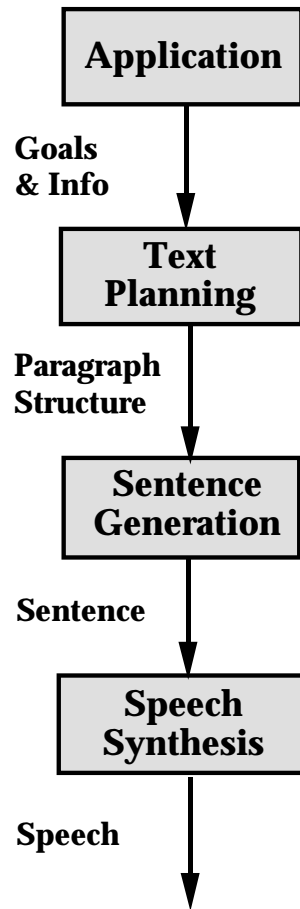 Application
Goals
& Info
Text
Planning
Paragraph
Structure
Sentence
Generation
Sentence
Speech
Synthesis
Speech